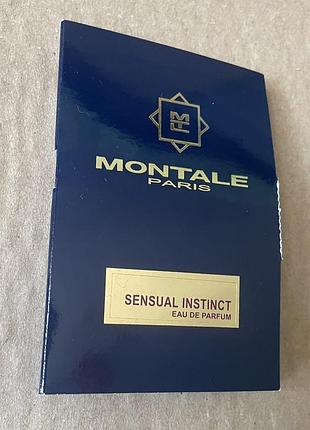 MONTALE
PARIS
SENSUAL INSTINCT
EAU DE PARFUM